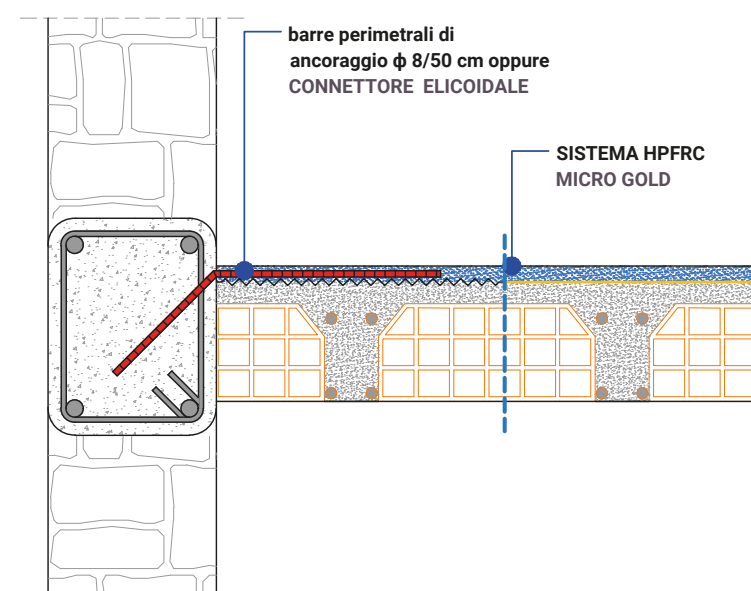 barre perimetrali di
ancoraggio ϕ 8/50 cm oppure
CONNETTORE ELICOIDALE
SISTEMA HPFRC
MICRO GOLD